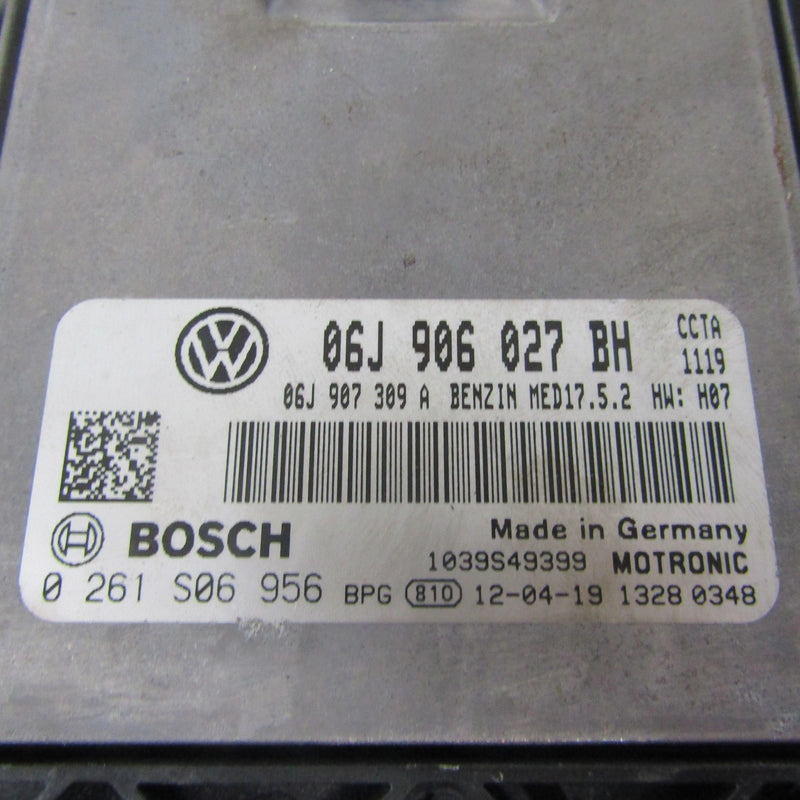 06J 906 027 BH CCTA
1119
06J 907 309 A BENZIN MED17.5.2 HW: H07
BOSCH Made in Germany
1039S49399 MOTRONIC
0 261 S06 956 BPG 810 12-04-19 1328 0348